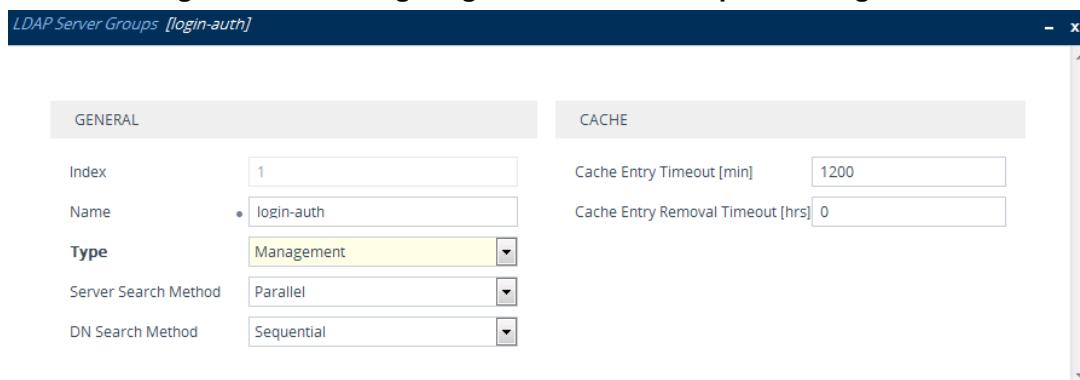 LDAP Server Groups [login-auth] – x
GENERAL
Index 1
Name login-auth
Type Management
Server Search Method Parallel
DN Search Method Sequential
CACHE
Cache Entry Timeout [min] 1200
Cache Entry Removal Timeout [hrs] 0